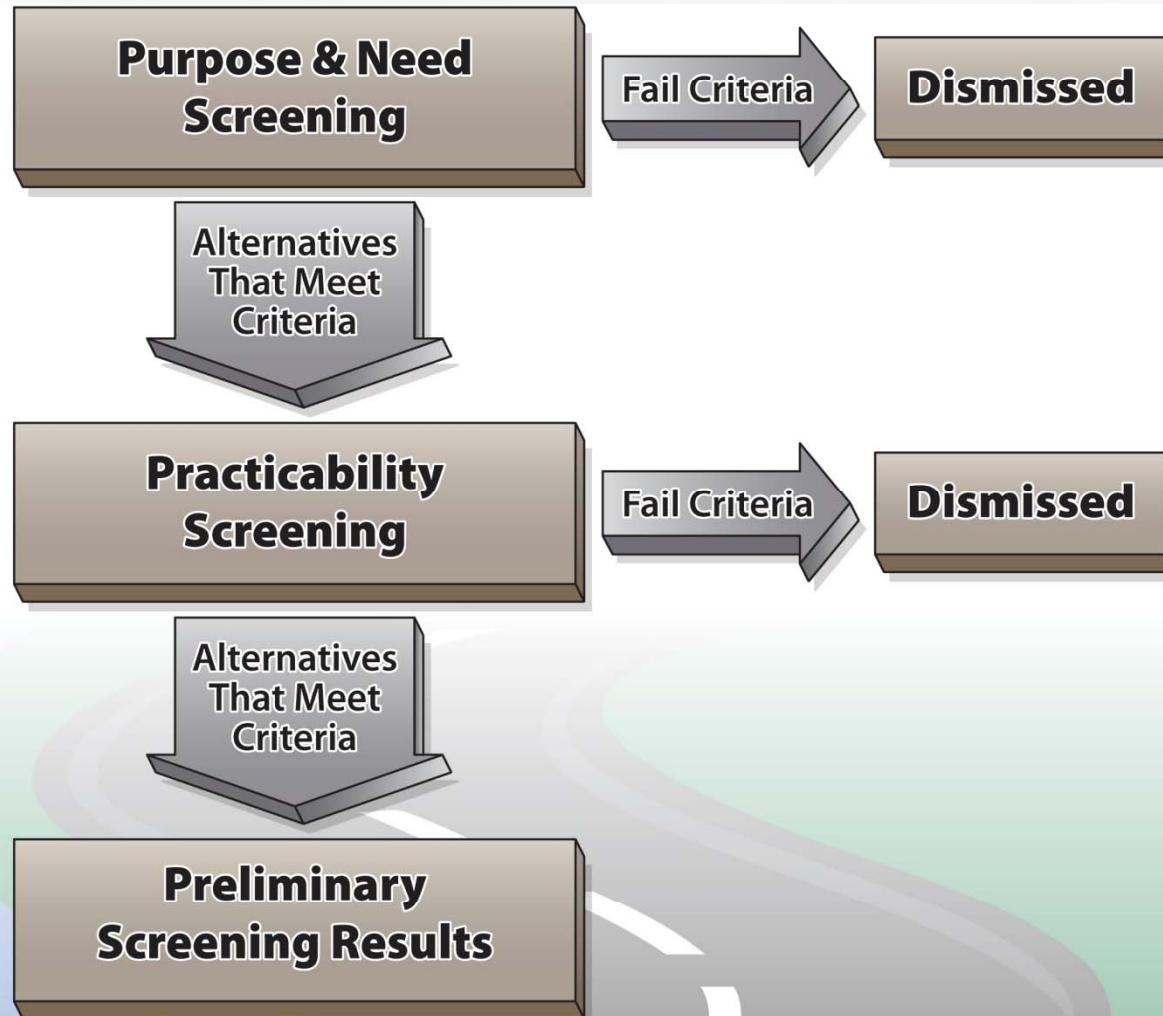 Purpose & Need
Screening
Fail Criteria
Dismissed
Alternatives
That Meet
Criteria
Practicability
Screening
Fail Criteria
Dismissed
Alternatives
That Meet
Criteria
Preliminary
Screening Results